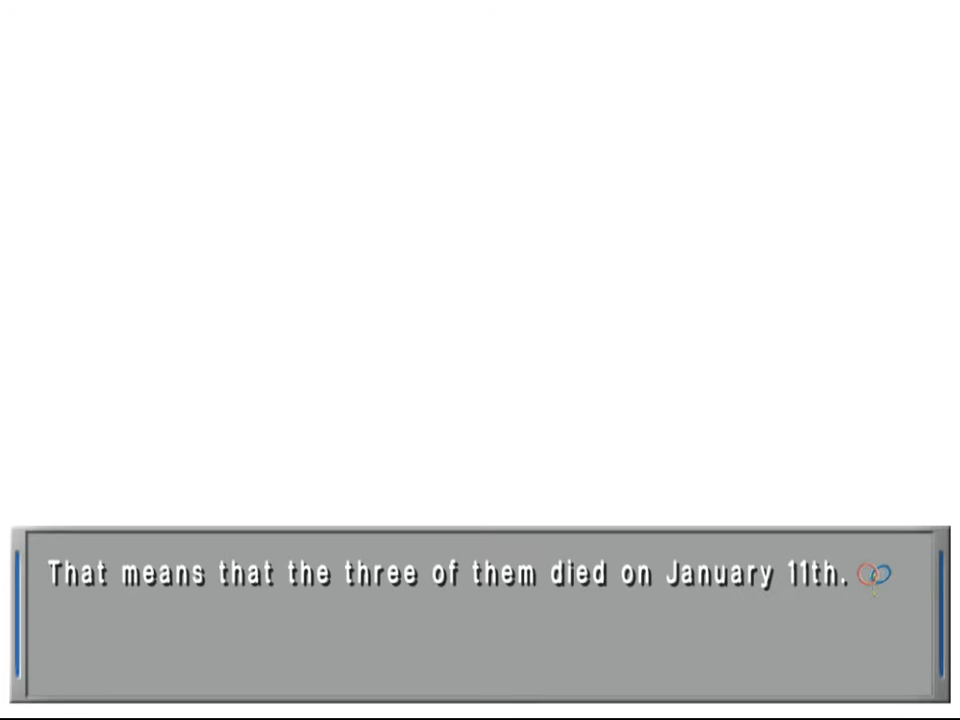 That means that the three of them died on January 11th.